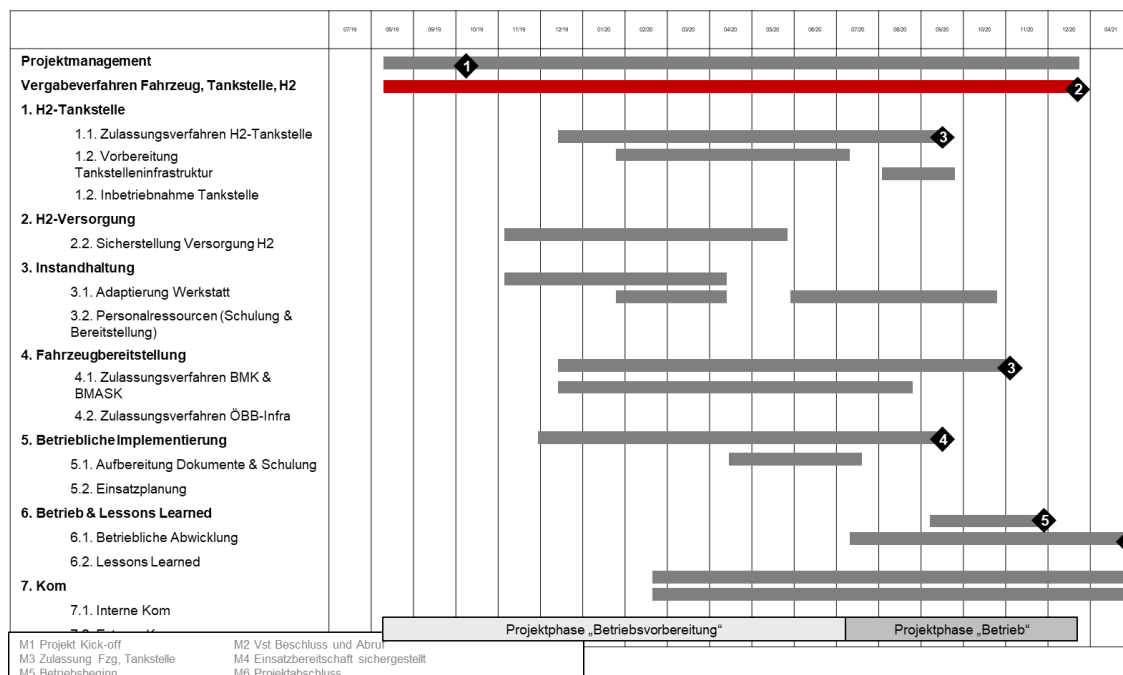 07/19 08/19 09/19 10/19 11/19 12/19 01/20 02/20 03/20 04/20 05/20 06/20 07/20 08/20 09/20 10/20 11/20 12/20 04/21
Projektmanagement
1
Vergabeverfahren Fahrzeug, Tankstelle, H2
2
1. H2-Tankstelle
1.1. Zulassungsverfahren H2-Tankstelle
3
1.2. Vorbereitung
Tankstelleninfrastruktur
1.2. Inbetriebnahme Tankstelle
2. H2-Versorgung
2.2. Sicherstellung Versorgung H2
3. Instandhaltung
3.1. Adaptierung Werkstatt
3.2. Personalressourcen (Schulung &
Bereitstellung)
4. Fahrzeugbereitstellung
3
4.1. Zulassungsverfahren BMK &
BMASK
4.2. Zulassungsverfahren ÖBB-Infra
5. Betriebliche Implementierung
4
5.1. Aufbereitung Dokumente & Schulung
5.2. Einsatzplanung
6. Betrieb & Lessons Learned
5
6.1. Betriebliche Abwicklung
6.2. Lessons Learned
7. Kom
7.1. Interne Kom
Projektphase „Betriebsvorbereitung“
Projektphase „Betrieb“
M1 Projekt Kick-off
M2 Vst Beschluss und Abruf
M3 Zulassung Fzg, Tankstelle
M4 Einsatzbereitschaft sichergestellt
M5 Betriebsbeginn
M6 Projektabschluss